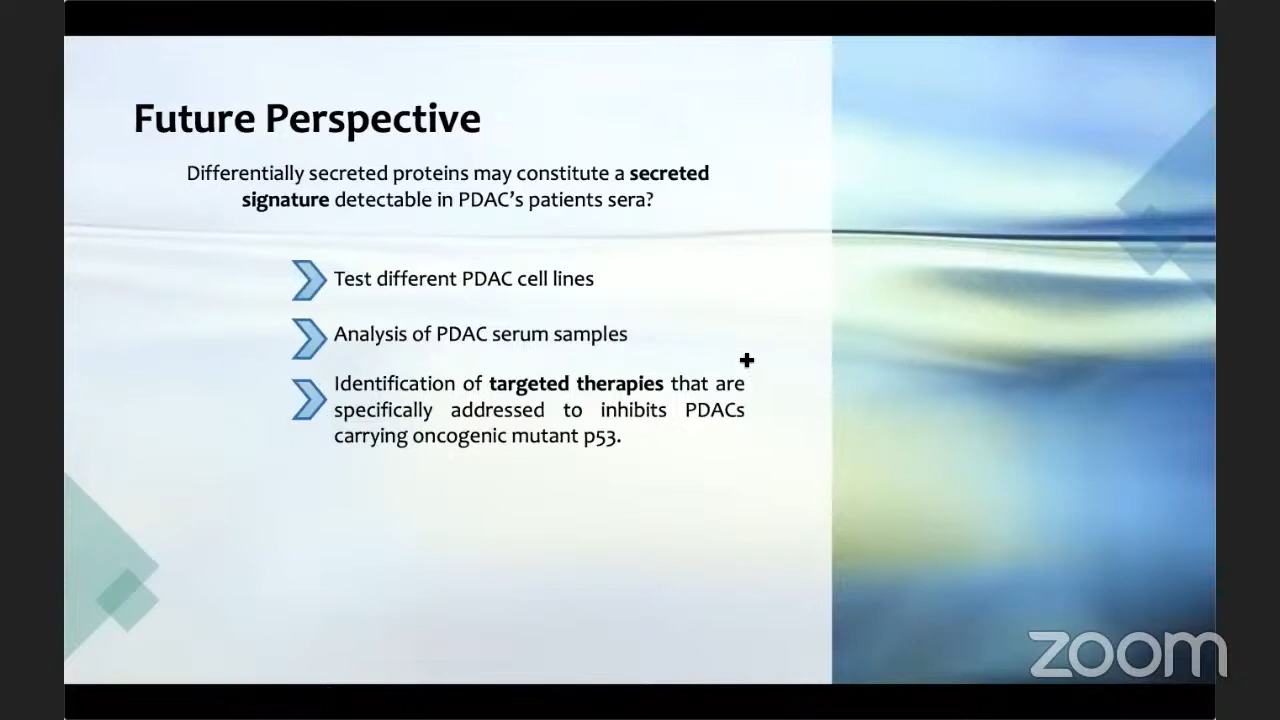 Future Perspective
Differentially secreted proteins may constitute a secreted
signature detectable in PDAC’s patients sera?
Test different PDAC cell lines
Analysis of PDAC serum samples
Identification of targeted therapies that are
specifically addressed to inhibits PDACs
carrying oncogenic mutant p53.
zoom